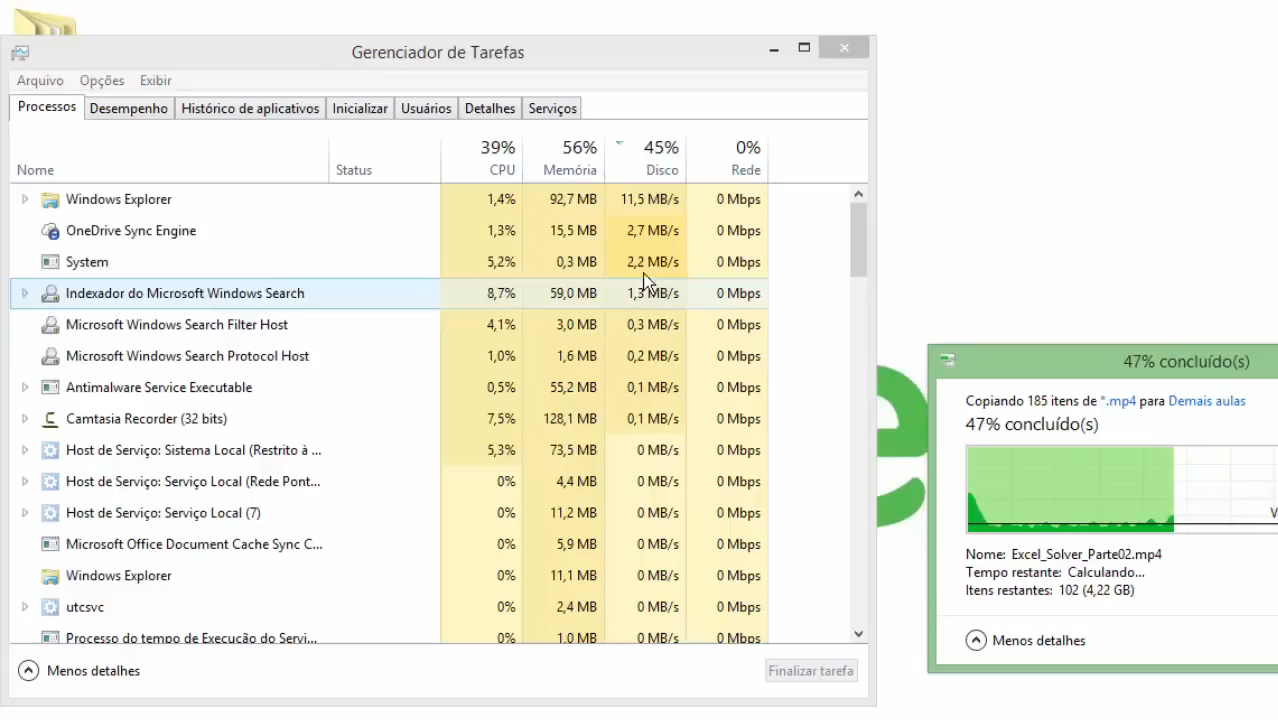 Gerenciador de Tarefas
Arquivo Opções Exibir
Processos Desempenho Histórico de aplicativos Inicializar Usuários Detalhes Serviços
39% 56% 45% 0%
Nome Status CPU Memória Disco Rede
Windows Explorer 1,4% 92,7 MB 11,5 MB/s 0 Mbps
OneDrive Sync Engine 1,3% 15,5 MB 2,7 MB/s 0 Mbps
System 5,2% 0,3 MB 2,2 MB/s 0 Mbps
Indexador do Microsoft Windows Search 8,7% 59,0 MB 1,3 MB/s 0 Mbps
Microsoft Windows Search Filter Host 4,1% 3,0 MB 0,3 MB/s 0 Mbps
Microsoft Windows Search Protocol Host 1,0% 1,6 MB 0,2 MB/s 0 Mbps
Antimalware Service Executable 0,5% 55,2 MB 0,1 MB/s 0 Mbps
Camtasia Recorder (32 bits) 7,5% 128,1 MB 0,1 MB/s 0 Mbps
Host de Serviço: Sistema Local (Restrito à ... 5,3% 73,5 MB 0 MB/s 0 Mbps
Host de Serviço: Serviço Local (Rede Pont... 0% 4,4 MB 0 MB/s 0 Mbps
Host de Serviço: Serviço Local (7) 0% 11,2 MB 0 MB/s 0 Mbps
Microsoft Office Document Cache Sync C... 0% 5,9 MB 0 MB/s 0 Mbps
Windows Explorer 0% 11,1 MB 0 MB/s 0 Mbps
utcsvc 0% 2,4 MB 0 MB/s 0 Mbps
Processo do tempo de Execução do Servi... 0% 1,0 MB 0 MB/s 0 Mbps
Menos detalhes Finalizar tarefa
e
47% concluído(s)
Copiando 185 itens de *.mp4 para Demais aulas
47% concluído(s)
V
Nome: Excel_Solver_Parte02.mp4
Tempo restante: Calculando...
Itens restantes: 102 (4,22 GB)
Menos detalhes